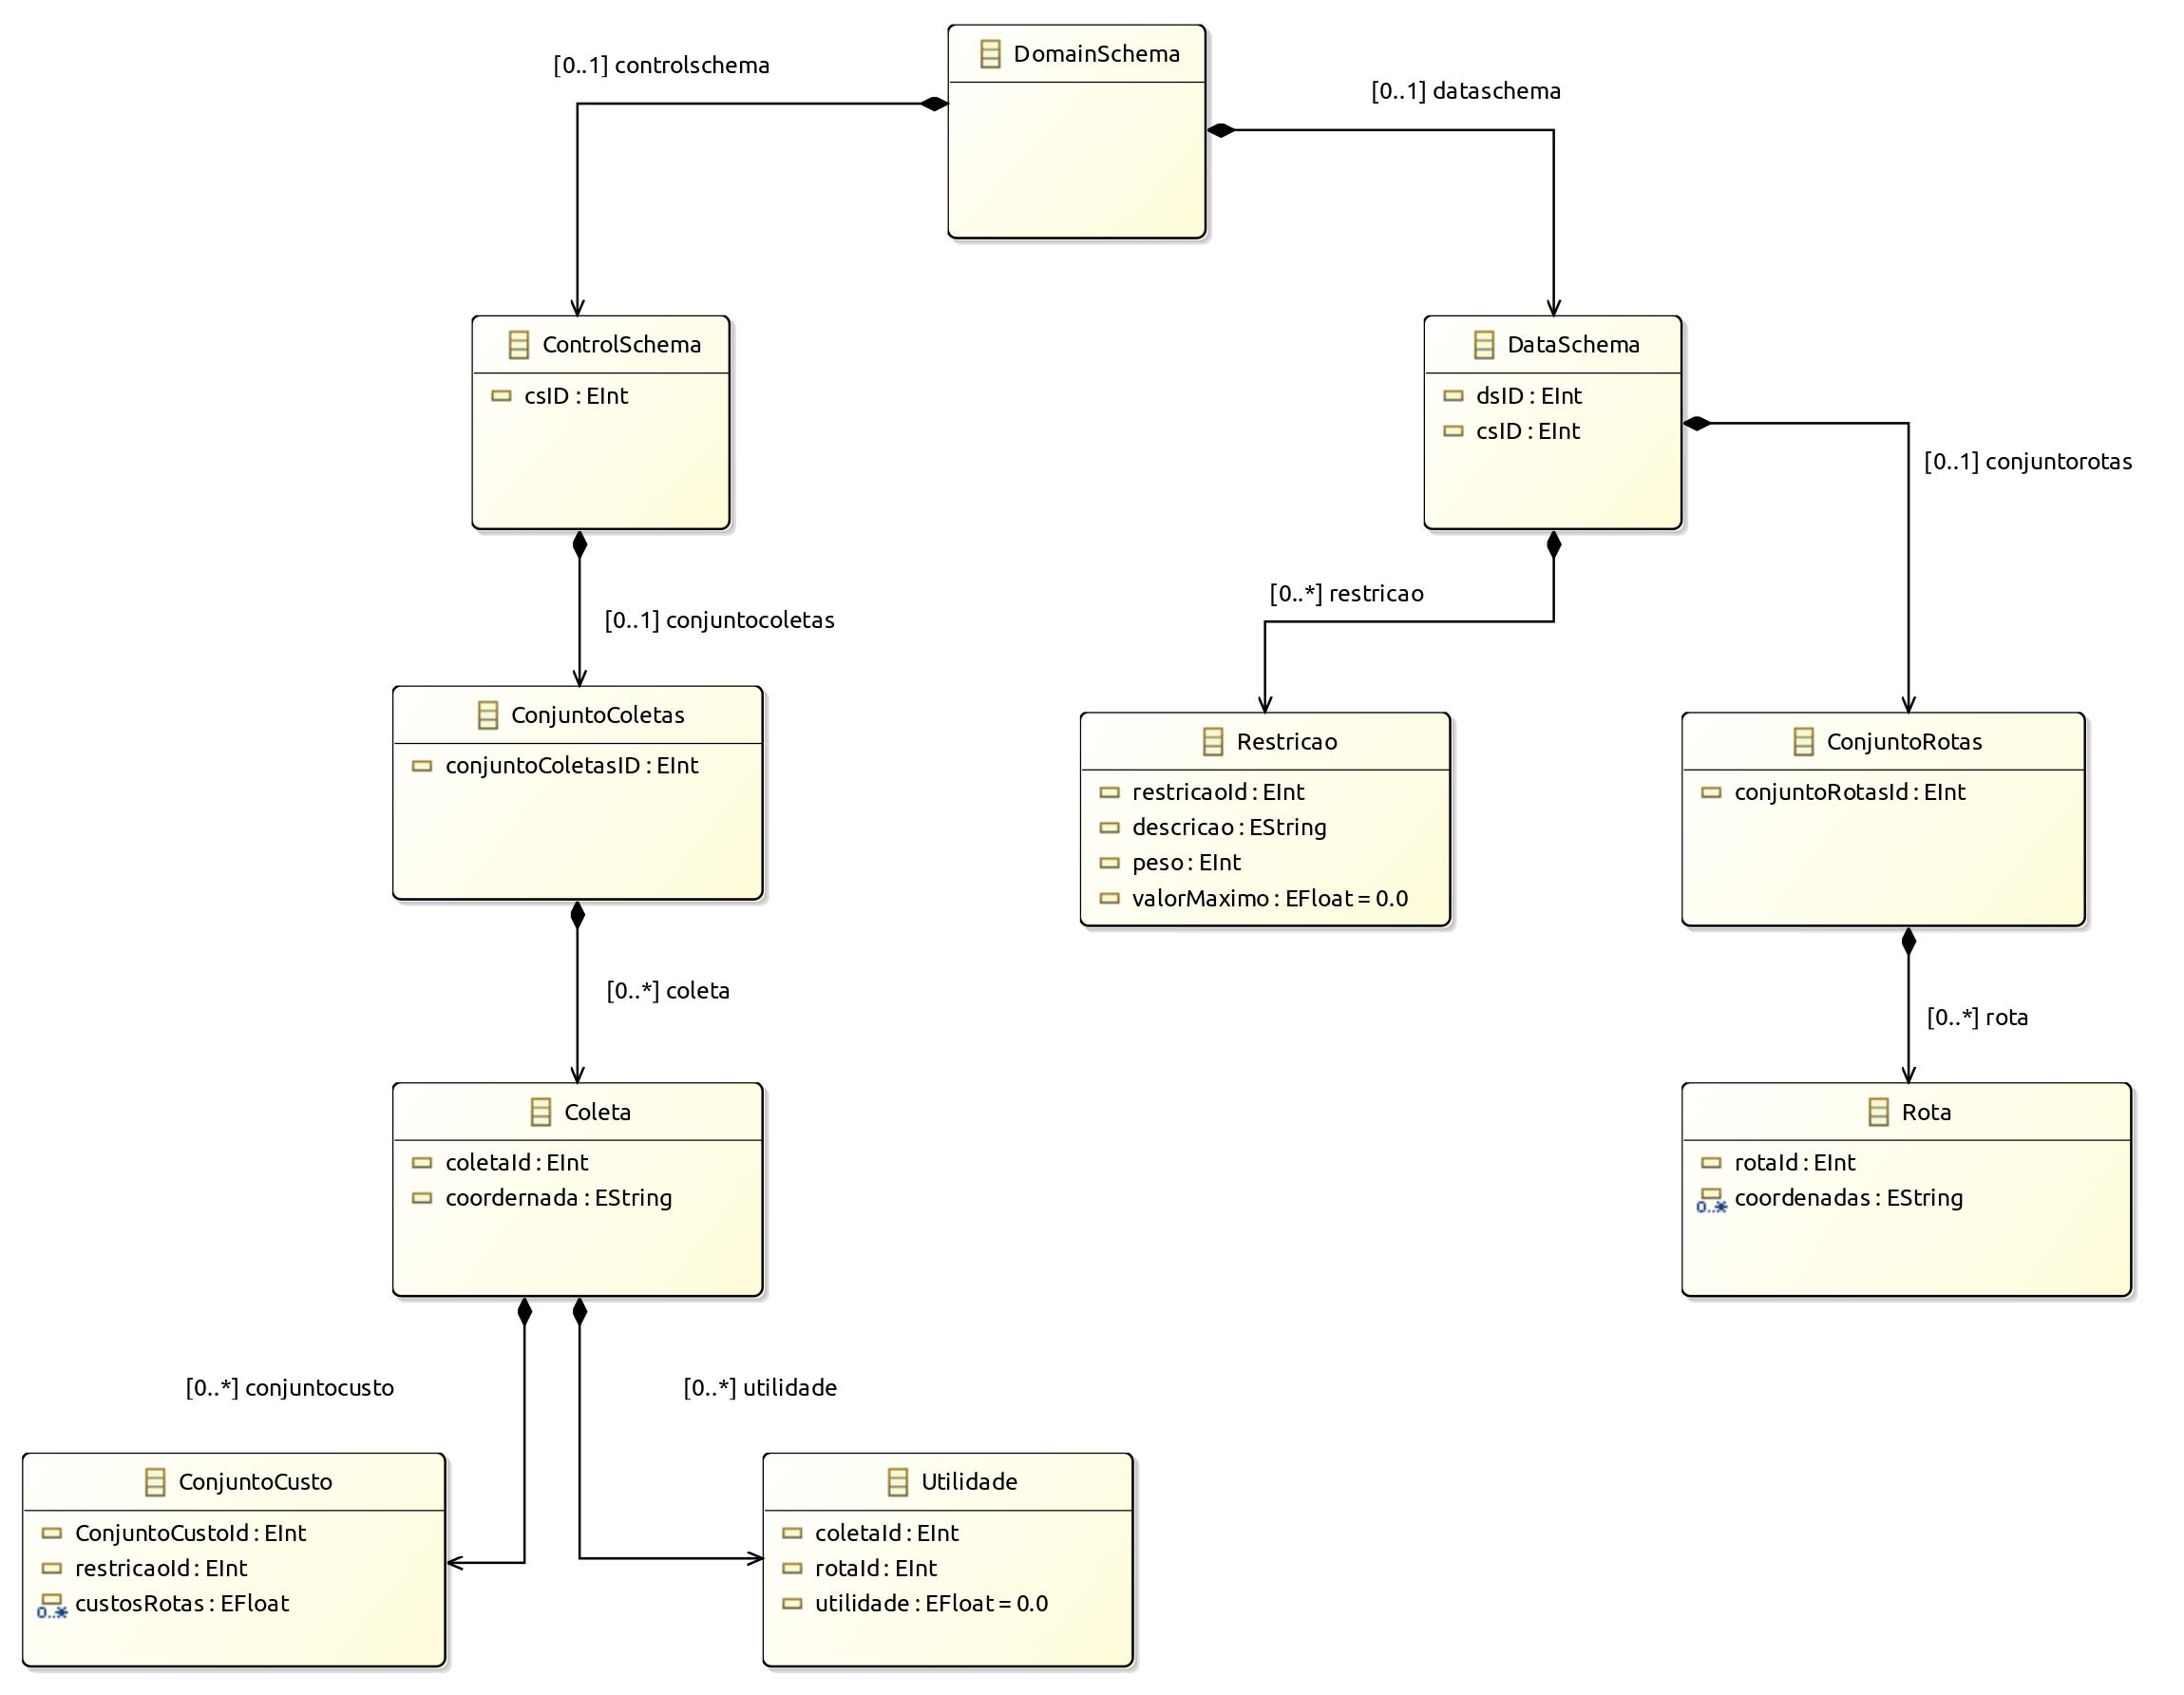 DomainSchema
[0..1] controlschema
[0..1] dataschema
ControlSchema
csID : EInt
DataSchema
dsID : EInt
csID : EInt
[0..1] conjuntorotas
[0..*] restricao
[0..1] conjuntocoletas
ConjuntoColetas
conjuntoColetasID : EInt
Restricao
restricaoId : EInt
descricao : EString
peso : EInt
valorMaximo : EFloat = 0.0
ConjuntoRotas
conjuntoRotasId : EInt
[0..*] coleta
[0..*] rota
Coleta
coletaId : EInt
coordernada : EString
Rota
rotaId : EInt
0..* coordenadas : EString
[0..*] conjuntocusto
[0..*] utilidade
ConjuntoCusto
ConjuntoCustoId : EInt
restricaoId : EInt
0..* custosRotas : EFloat
Utilidade
coletaId : EInt
rotaId : EInt
utilidade : EFloat = 0.0